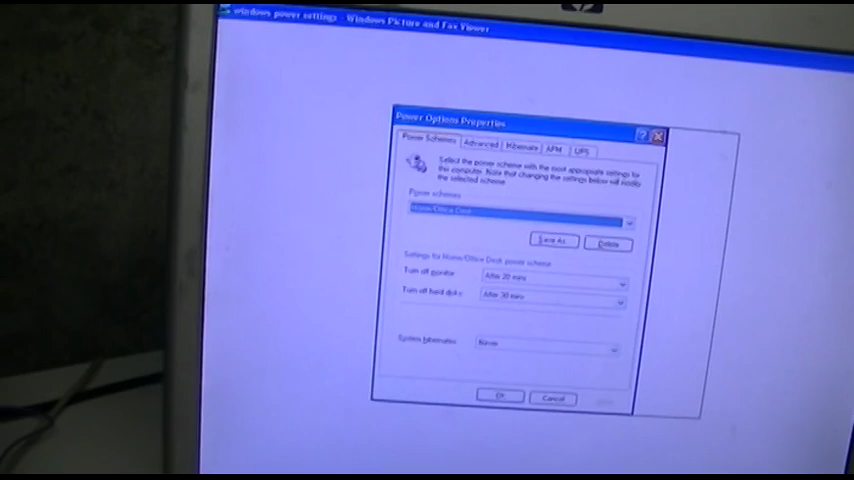 windows power settings - Windows Picture and Fax Viewer
Power Options Properties
Power Schemes Advanced Hibernate APM UPS
Select the power scheme with the most appropriate settings for
this computer. Note that changing the settings below will modify
the selected scheme.
Power schemes
Home/Office Desk
Save As... Delete
Settings for Home/Office Desk power scheme
Turn off monitor: After 20 mins
Turn off hard disks: After 30 mins
System hibernates: Never
OK Cancel